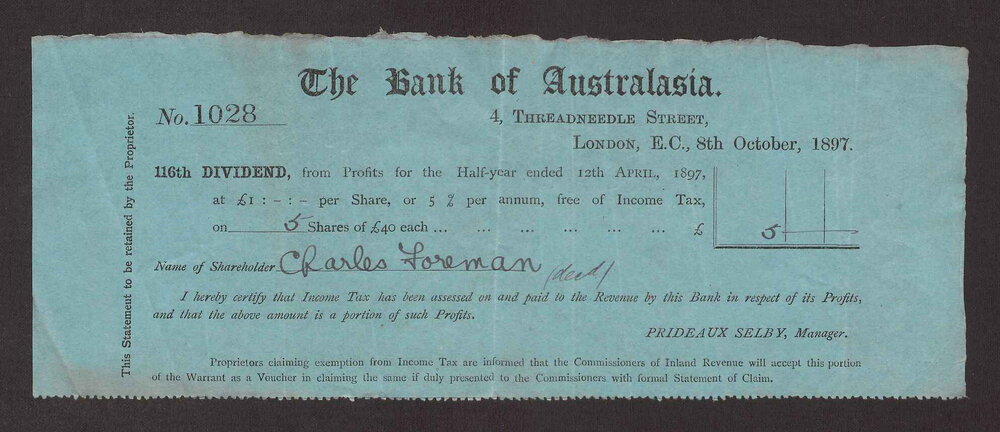 The Bank of Australasia.
No. 1028
4, THREADNEEDLE STREET,
LONDON, E.C., 8th October, 1897.
116th DIVIDEND, from Profits for the Half-year ended 12th APRIL, 1897,
at £1 : - : - per Share, or 5 % per annum, free of Income Tax,
on 5 Shares of £40 each ... ... ... ... ... ... £ 5
Name of Shareholder Charles Foreman (decd)
I hereby certify that Income Tax has been assessed on and paid to the Revenue by this Bank in respect of its Profits,
and that the above amount is a portion of such Profits.
PRIDEAUX SELBY, Manager.
Proprietors claiming exemption from Income Tax are informed that the Commissioners of Inland Revenue will accept this portion
of the Warrant as a Voucher in claiming the same if duly presented to the Commissioners with formal Statement of Claim.
This Statement to be retained by the Proprietor.